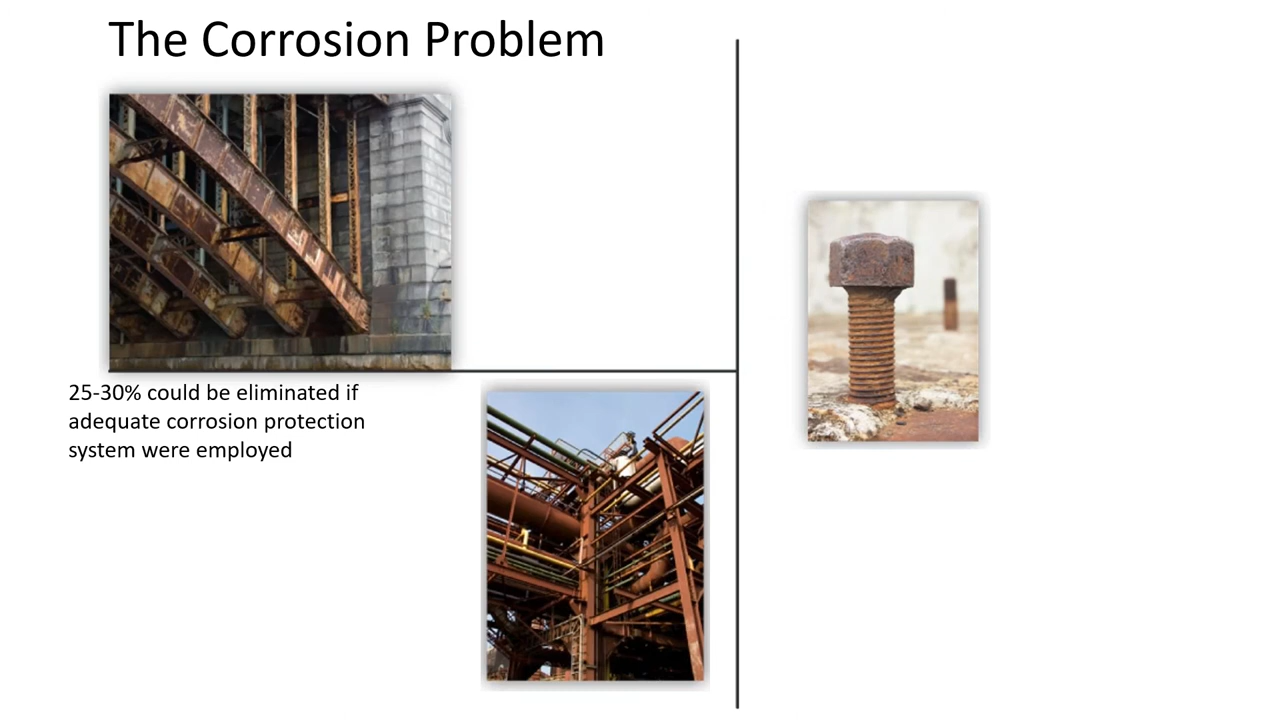 The Corrosion Problem
25-30% could be eliminated if
adequate corrosion protection
system were employed